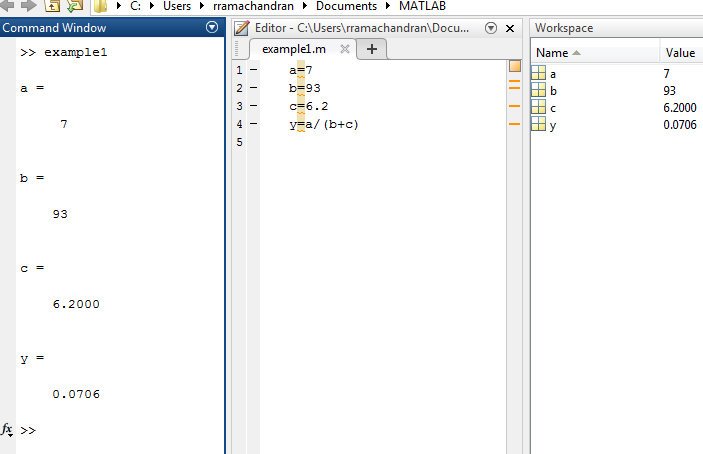 C: Users rramachandran Documents MATLAB
Command Window
>> example1
a =
7
b =
93
c =
6.2000
y =
0.0706
fx >>
Editor - C:\Users\rramachandran\Docu...
example1.m
1 - a=7
2 - b=93
3 - c=6.2
4 - y=a/(b+c)
5
Workspace
Name Value
a 7
b 93
c 6.2000
y 0.0706